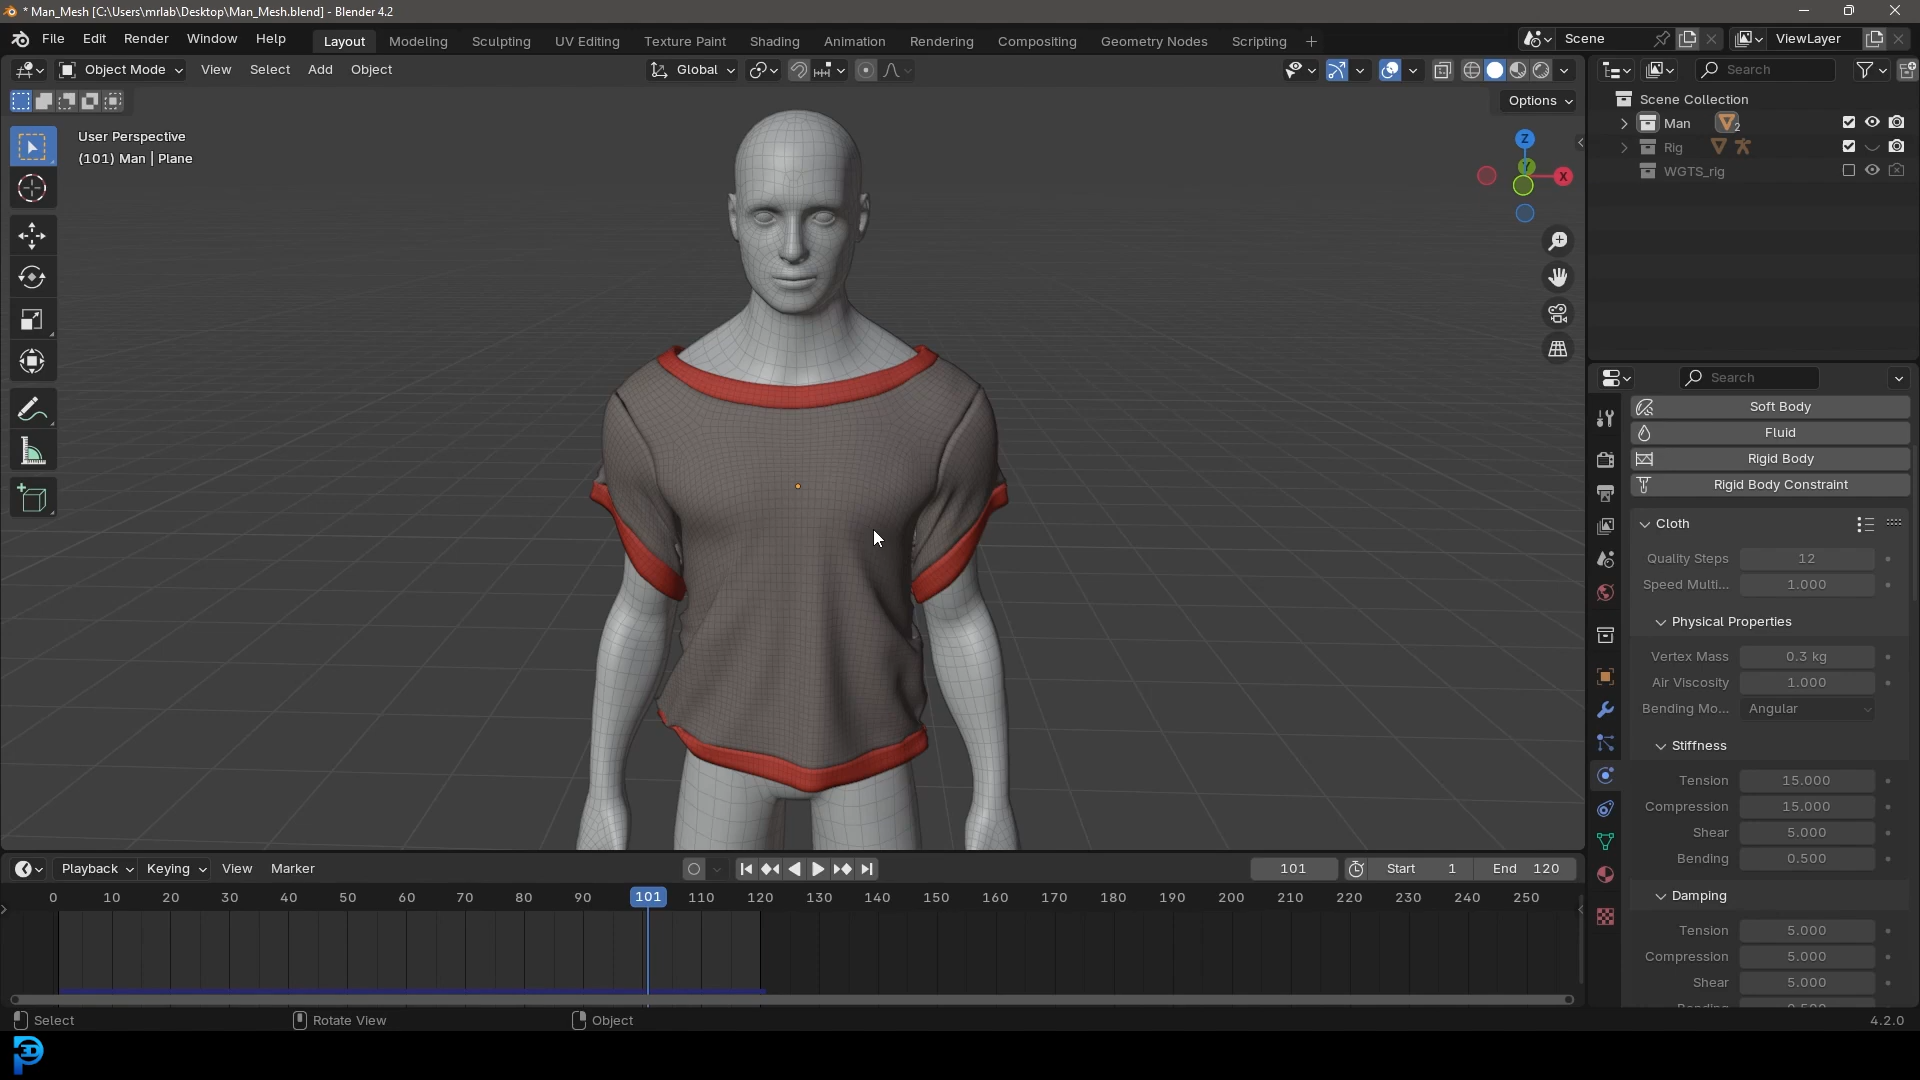 * Man_Mesh [C:\Users\mrlab\Desktop\Man_Mesh.blend] - Blender 4.2
File Edit Render Window Help Layout Modeling Sculpting UV Editing Texture Paint Shading Animation Rendering Compositing Geometry Nodes Scripting + Scene ViewLayer
Object Mode View Select Add Object Global Search
Options
User Perspective
(101) Man | Plane
Z
Y
X
Scene Collection
Man 2
Rig
WGTS_rig
Search
Soft Body
Fluid
Rigid Body
Rigid Body Constraint
Cloth
Quality Steps 12
Speed Multi... 1.000
Physical Properties
Vertex Mass 0.3 kg
Air Viscosity 1.000
Bending Mo... Angular
Stiffness
Tension 15.000
Compression 15.000
Shear 5.000
Bending 0.500
Damping
Tension 5.000
Compression 5.000
Shear 5.000
Bending 0.500
Playback Keying View Marker 101 Start 1 End 120
0 10 20 30 40 50 60 70 80 90 101 110 120 130 140 150 160 170 180 190 200 210 220 230 240 250
Select Rotate View Object 4.2.0
3D